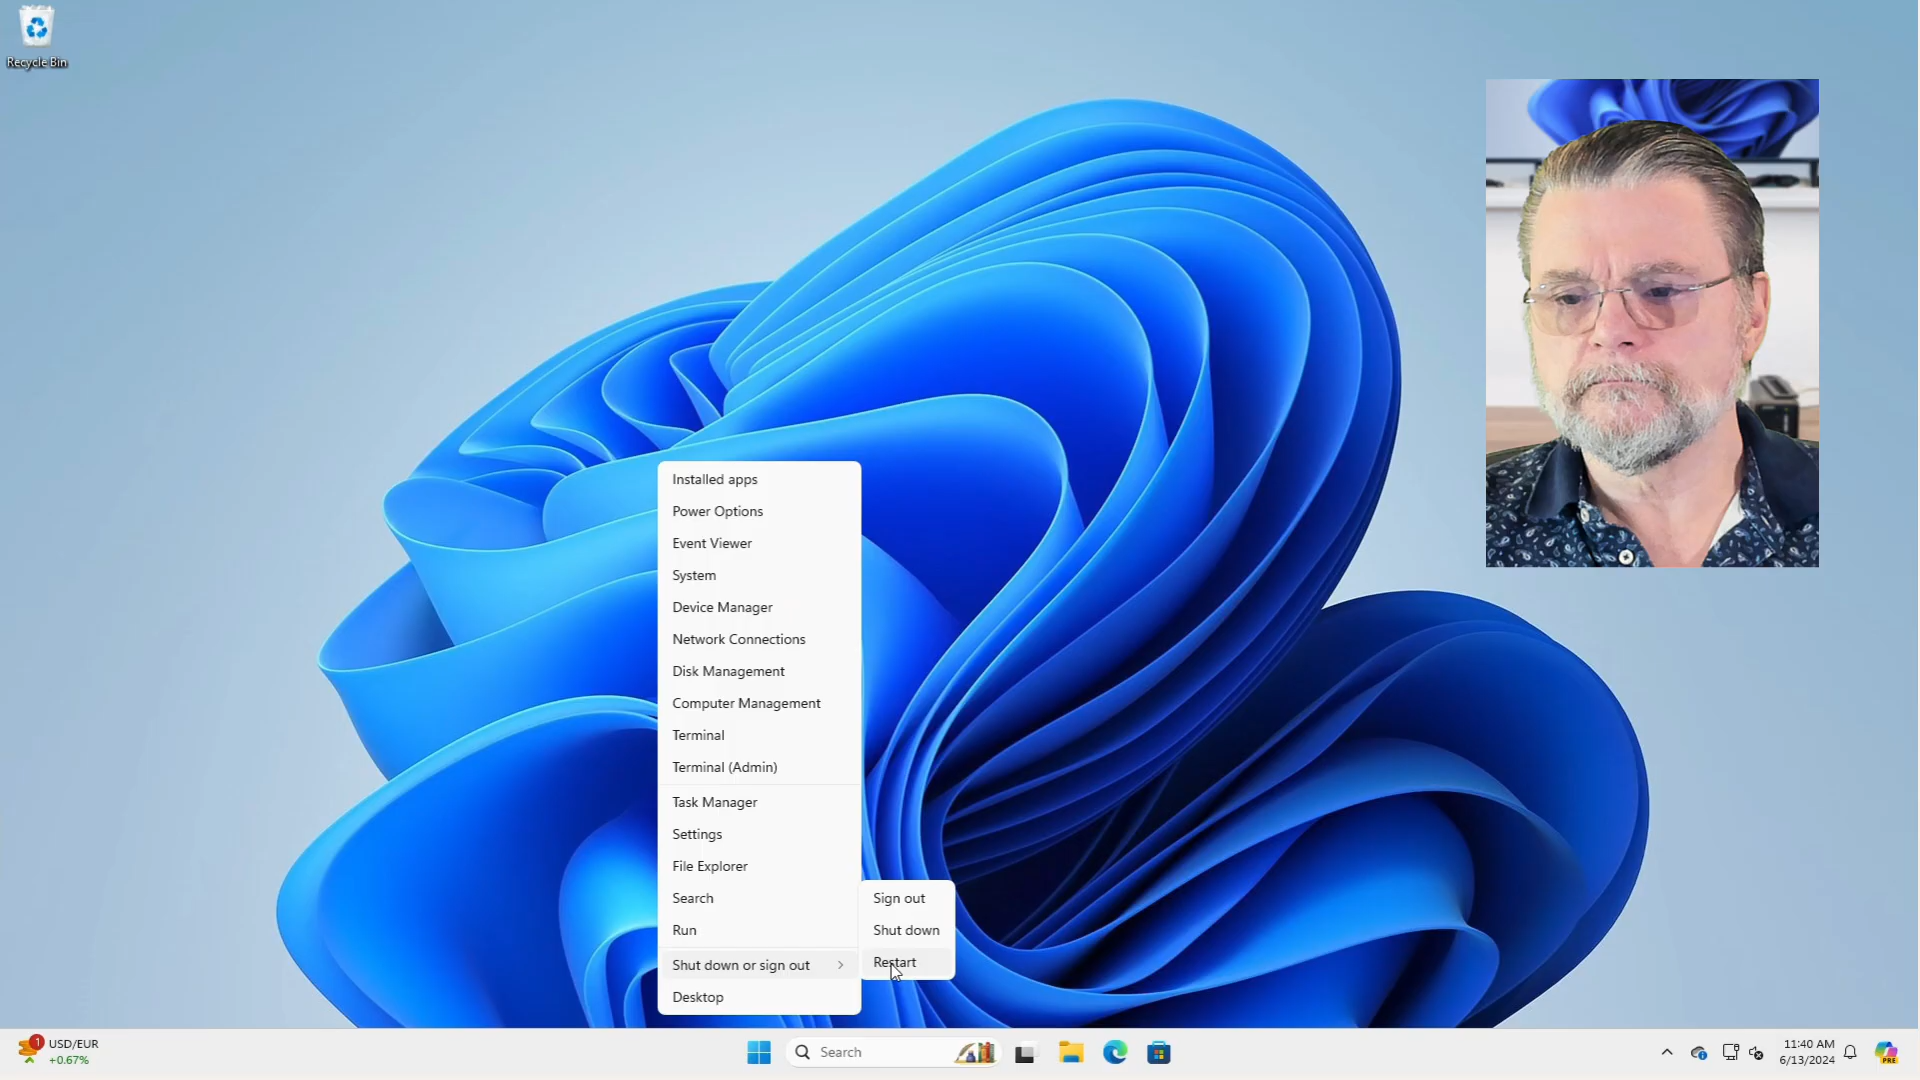 Recycle Bin
Installed apps
Power Options
Event Viewer
System
Device Manager
Network Connections
Disk Management
Computer Management
Terminal
Terminal (Admin)
Task Manager
Settings
File Explorer
Search
Run
Shut down or sign out
Desktop
Sign out
Shut down
Restart
1
USD/EUR
+0.67%
Search
11:40 AM
6/13/2024
PRE